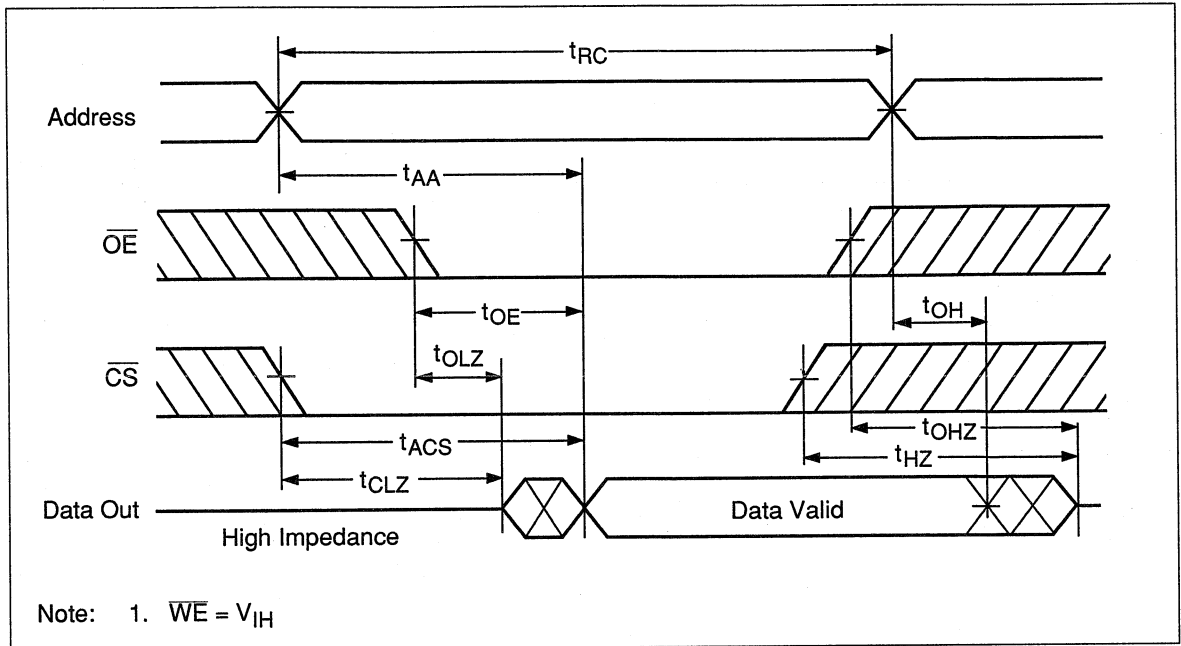 tRC
Address
tAA
OE
tOE
tOH
tOLZ
CS
tACS
tOHZ
tHZ
tCLZ
Data Out
Data Valid
High Impedance
Note: 1. WE = VIH